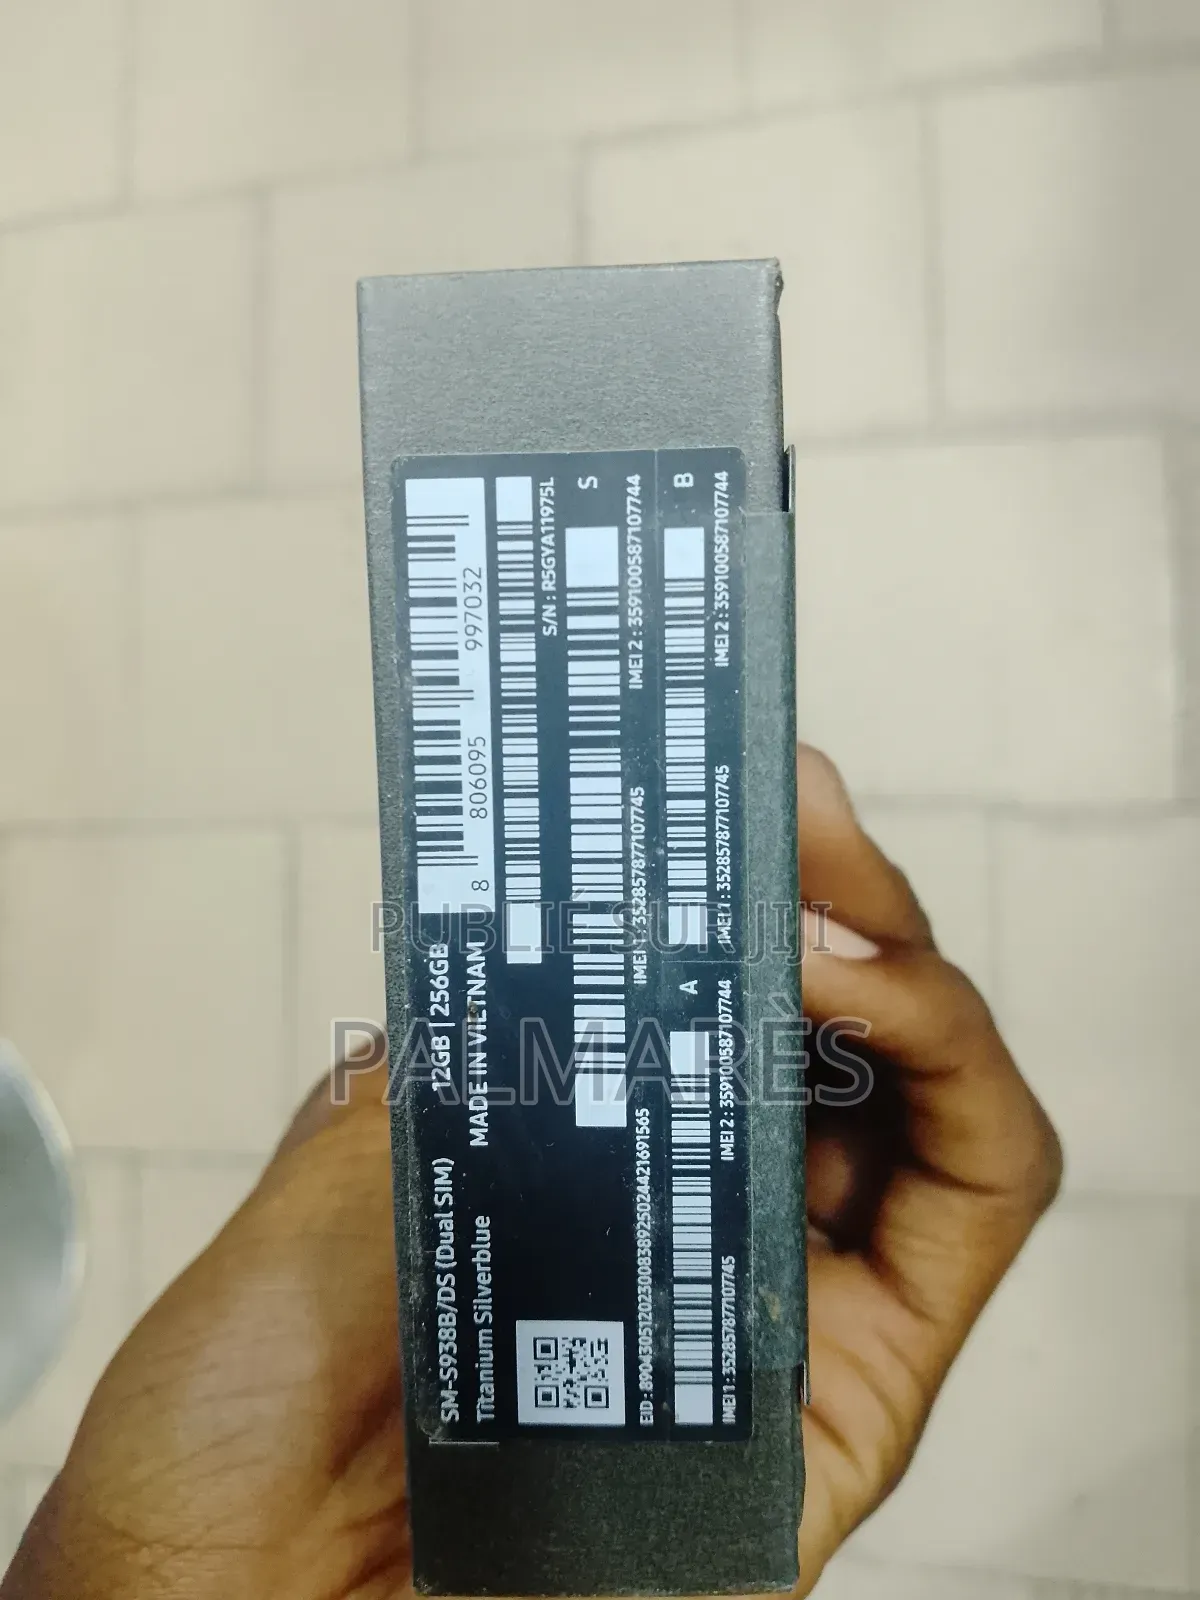 SM-S938B/DS (Dual SIM)
12GB | 256GB
Titanium Silverblue
MADE IN VIETNAM
8 806095 997032
S/N : R5GYA11975L
S
EID : 89043051202300838925024421691565
IMEI 1 : 352857877107745
IMEI 2 : 359100587107744
A
B
IMEI 1 : 352857877107745
IMEI 2 : 359100587107744
IMEI 1 : 352857877107745
IMEI 2 : 359100587107744
PUBLIÉ SUR JIJI
PALMARÈS